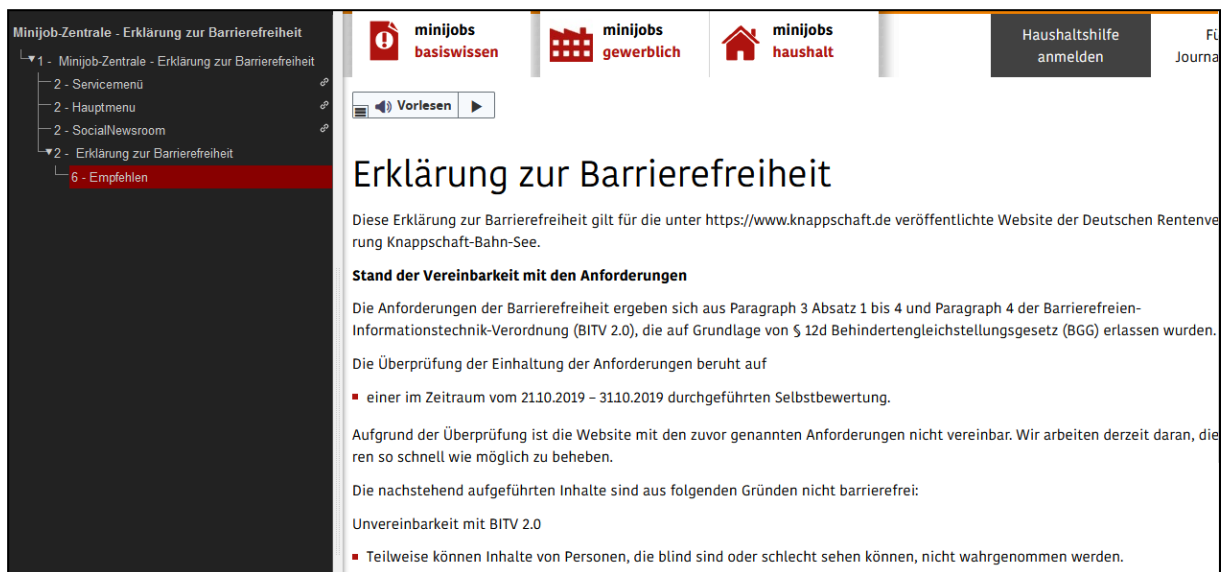 Minijob-Zentrale - Erklärung zur Barrierefreiheit
1 - Minijob-Zentrale - Erklärung zur Barrierefreiheit
2 - Servicemenü
2 - Hauptmenu
2 - SocialNewsroom
2 - Erklärung zur Barrierefreiheit
6 - Empfehlen
minijobs
basiswissen
minijobs
gewerblich
minijobs
haushalt
Haushaltshilfe
anmelden
Fü
Journa
Vorlesen
Erklärung zur Barrierefreiheit
Diese Erklärung zur Barrierefreiheit gilt für die unter https://www.knappschaft.de veröffentlichte Website der Deutschen Rentenve
rung Knappschaft-Bahn-See.
Stand der Vereinbarkeit mit den Anforderungen
Die Anforderungen der Barrierefreiheit ergeben sich aus Paragraph 3 Absatz 1 bis 4 und Paragraph 4 der Barrierefreien-
Informationstechnik-Verordnung (BITV 2.0), die auf Grundlage von § 12d Behindertengleichstellungsgesetz (BGG) erlassen wurden.
Die Überprüfung der Einhaltung der Anforderungen beruht auf
einer im Zeitraum vom 21.10.2019 – 31.10.2019 durchgeführten Selbstbewertung.
Aufgrund der Überprüfung ist die Website mit den zuvor genannten Anforderungen nicht vereinbar. Wir arbeiten derzeit daran, die
ren so schnell wie möglich zu beheben.
Die nachstehend aufgeführten Inhalte sind aus folgenden Gründen nicht barrierefrei:
Unvereinbarkeit mit BITV 2.0
Teilweise können Inhalte von Personen, die blind sind oder schlecht sehen können, nicht wahrgenommen werden.